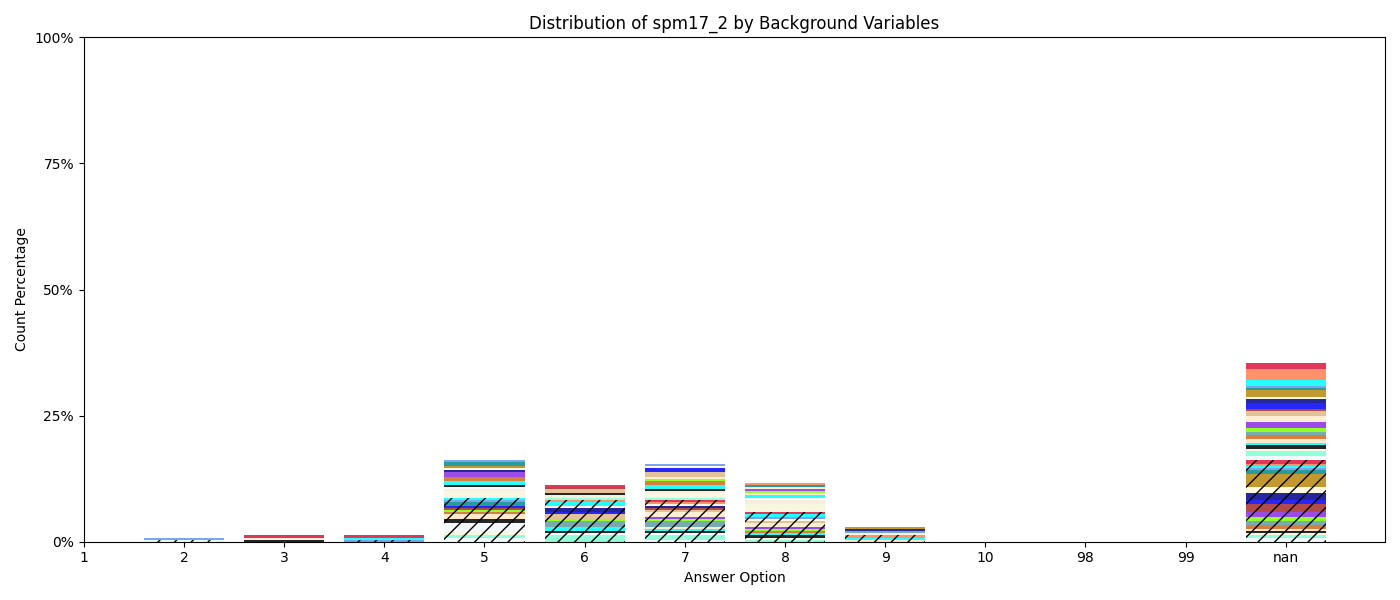 Distribution of spm17_2 by Background Variables
100%
75%
50%
25%
0%
Count Percentage
1 2 3 4 5 6 7 8 9 10 98 99 nan
Answer Option